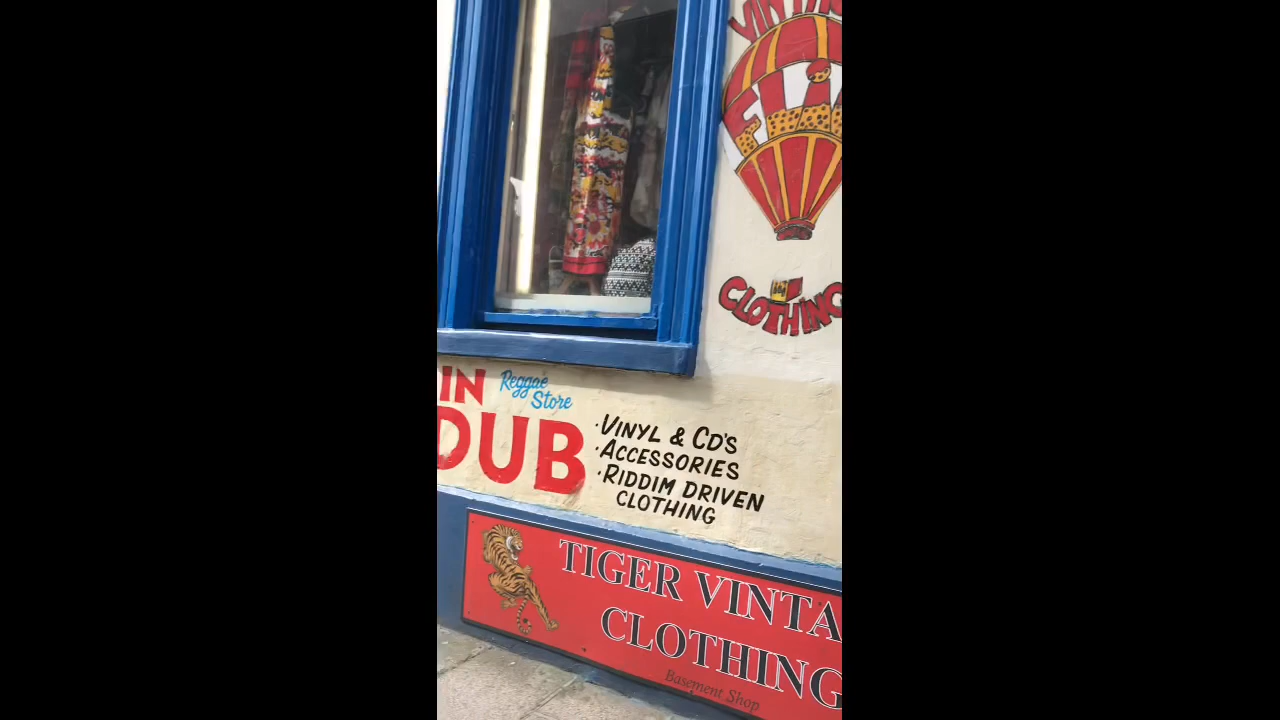 CLOTHING
IN
Reggae
Store
DUB
·VINYL & CD'S
·ACCESSORIES
·RIDDIM DRIVEN
CLOTHING
TIGER VINTA
CLOTHING
Basement Shop